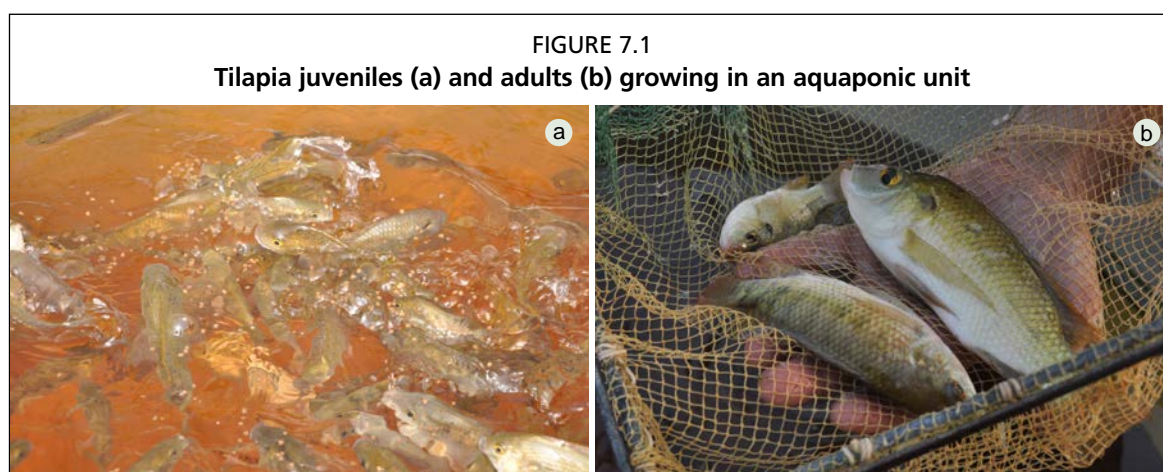 FIGURE 7.1
Tilapia juveniles (a) and adults (b) growing in an aquaponic unit
a
b